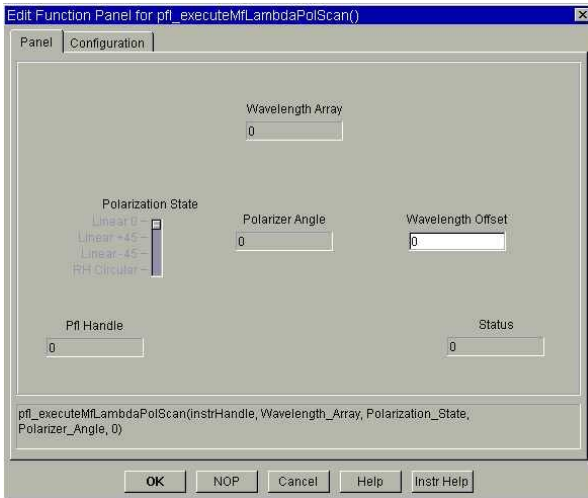 Edit Function Panel for pfl_executeMfLambdaPolScan()
Panel
Configuration
Wavelength Array
0
Polarization State
Linear 0
Linear +45
Linear -45
RH Circular
Polarizer Angle
0
Wavelength Offset
0
Pfl Handle
0
Status
0
pfl_executeMfLambdaPolScan(instrHandle, Wavelength_Array, Polarization_State,
Polarizer_Angle, 0)
OK
NOP
Cancel
Help
Instr Help